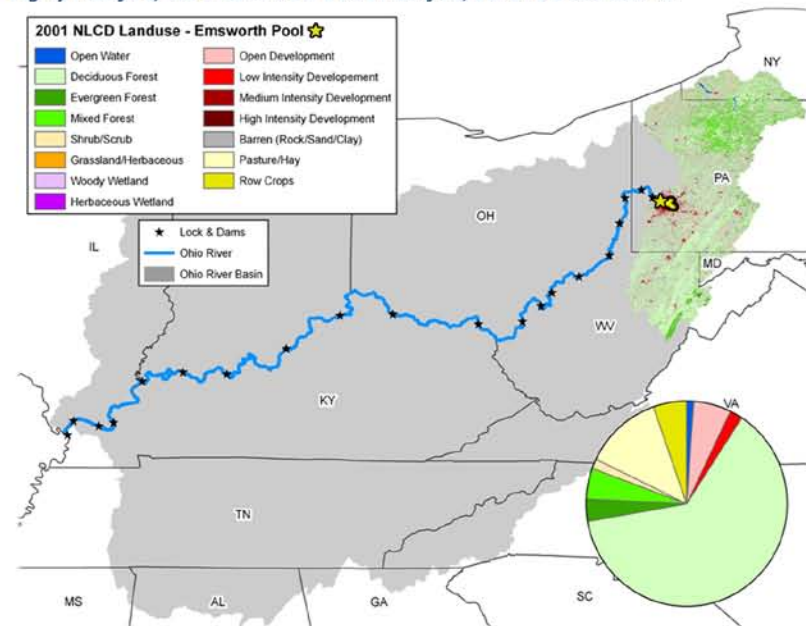 2001 NLCD Landuse - Emsworth Pool
Open Water
Deciduous Forest
Evergreen Forest
Mixed Forest
Shrub/Scrub
Grassland/Herbaceous
Woody Wetland
Herbaceous Wetland
Open Development
Low Intensity Developement
Medium Intensity Development
High Intensity Development
Barren (Rock/Sand/Clay)
Pasture/Hay
Row Crops
Lock & Dams
Ohio River
Ohio River Basin
NY
PA
OH
IL
MD
WV
KY
VA
TN
MS
AL
GA
SC